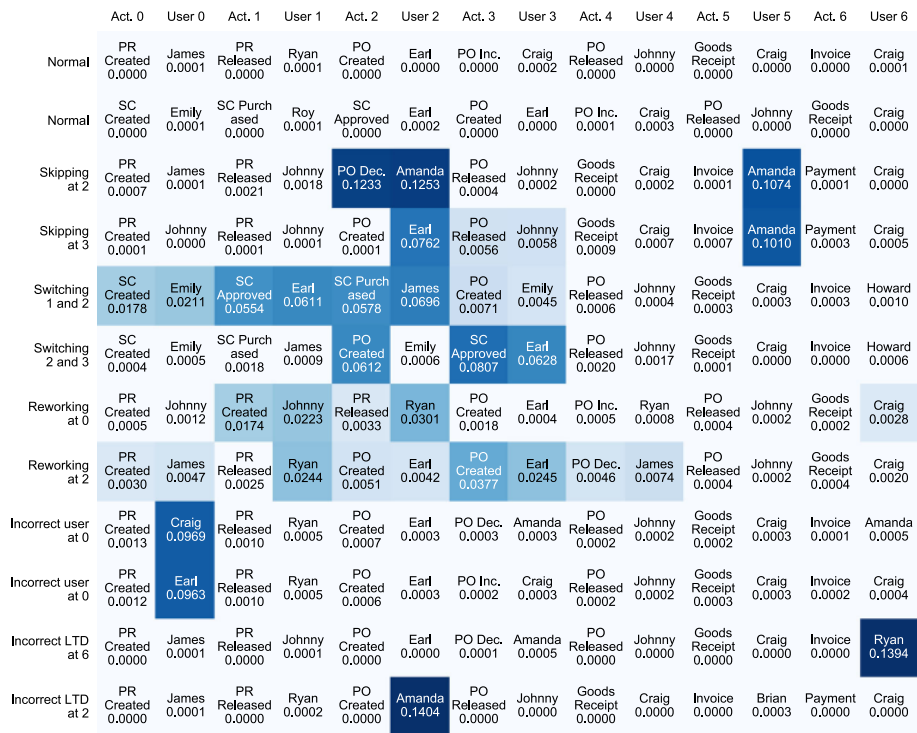 Act. 0 User 0 Act. 1 User 1 Act. 2 User 2 Act. 3 User 3 Act. 4 User 4 Act. 5 User 5 Act. 6 User 6
Normal PR Created 0.0000 James 0.0001 PR Released 0.0000 Ryan 0.0001 PO Created 0.0000 Earl 0.0000 PO Inc. 0.0000 Craig 0.0002 PO Released 0.0000 Johnny 0.0000 Goods Receipt 0.0000 Craig 0.0000 Invoice 0.0000 Craig 0.0001
Normal SC Created 0.0000 Emily 0.0001 SC Purch ased 0.0000 Roy 0.0001 SC Approved 0.0000 Earl 0.0002 PO Created 0.0000 Earl 0.0000 PO Inc. 0.0001 Craig 0.0003 PO Released 0.0000 Johnny 0.0000 Goods Receipt 0.0000 Craig 0.0000
Skipping at 2 PR Created 0.0007 James 0.0001 PR Released 0.0021 Johnny 0.0018 PO Dec. 0.1233 Amanda 0.1253 PO Released 0.0004 Johnny 0.0002 Goods Receipt 0.0000 Craig 0.0002 Invoice 0.0001 Amanda 0.1074 Payment 0.0001 Craig 0.0000
Skipping at 3 PR Created 0.0001 Johnny 0.0000 PR Released 0.0001 Johnny 0.0001 PO Created 0.0001 Earl 0.0762 PO Released 0.0056 Johnny 0.0058 Goods Receipt 0.0009 Craig 0.0007 Invoice 0.0007 Amanda 0.1010 Payment 0.0003 Craig 0.0005
Switching 1 and 2 SC Created 0.0178 Emily 0.0211 SC Approved 0.0554 Earl 0.0611 SC Purch ased 0.0578 James 0.0696 PO Created 0.0071 Emily 0.0045 PO Released 0.0006 Johnny 0.0004 Goods Receipt 0.0003 Craig 0.0003 Invoice 0.0003 Howard 0.0010
Switching 2 and 3 SC Created 0.0004 Emily 0.0005 SC Purch ased 0.0018 James 0.0009 PO Created 0.0612 Emily 0.0006 SC Approved 0.0807 Earl 0.0628 PO Released 0.0020 Johnny 0.0017 Goods Receipt 0.0001 Craig 0.0000 Invoice 0.0000 Howard 0.0006
Reworking at 0 PR Created 0.0005 Johnny 0.0012 PR Created 0.0174 Johnny 0.0223 PR Released 0.0033 Ryan 0.0301 PO Created 0.0018 Earl 0.0004 PO Inc. 0.0005 Ryan 0.0008 PO Released 0.0004 Johnny 0.0002 Goods Receipt 0.0002 Craig 0.0028
Reworking at 2 PR Created 0.0030 James 0.0047 PR Released 0.0025 Ryan 0.0244 PO Created 0.0051 Earl 0.0042 PO Created 0.0377 Earl 0.0245 PO Dec. 0.0046 James 0.0074 PO Released 0.0004 Johnny 0.0002 Goods Receipt 0.0004 Craig 0.0020
Incorrect user at 0 PR Created 0.0013 Craig 0.0969 PR Released 0.0010 Ryan 0.0005 PO Created 0.0007 Earl 0.0003 PO Dec. 0.0003 Amanda 0.0003 PO Released 0.0002 Johnny 0.0002 Goods Receipt 0.0002 Craig 0.0003 Invoice 0.0001 Amanda 0.0005
Incorrect user at 0 PR Created 0.0012 Earl 0.0963 PR Released 0.0010 Ryan 0.0005 PO Created 0.0006 Earl 0.0003 PO Inc. 0.0002 Craig 0.0003 PO Released 0.0002 Johnny 0.0002 Goods Receipt 0.0003 Craig 0.0003 Invoice 0.0002 Craig 0.0004
Incorrect LTD at 6 PR Created 0.0000 James 0.0001 PR Released 0.0000 Johnny 0.0001 PO Created 0.0000 Earl 0.0000 PO Dec. 0.0001 Amanda 0.0005 PO Released 0.0000 Johnny 0.0000 Goods Receipt 0.0000 Craig 0.0000 Invoice 0.0000 Ryan 0.1394
Incorrect LTD at 2 PR Created 0.0000 James 0.0001 PR Released 0.0000 Ryan 0.0002 PO Created 0.0000 Amanda 0.1404 PO Released 0.0000 Johnny 0.0000 Goods Receipt 0.0000 Craig 0.0000 Invoice 0.0000 Brian 0.0003 Payment 0.0000 Craig 0.0000